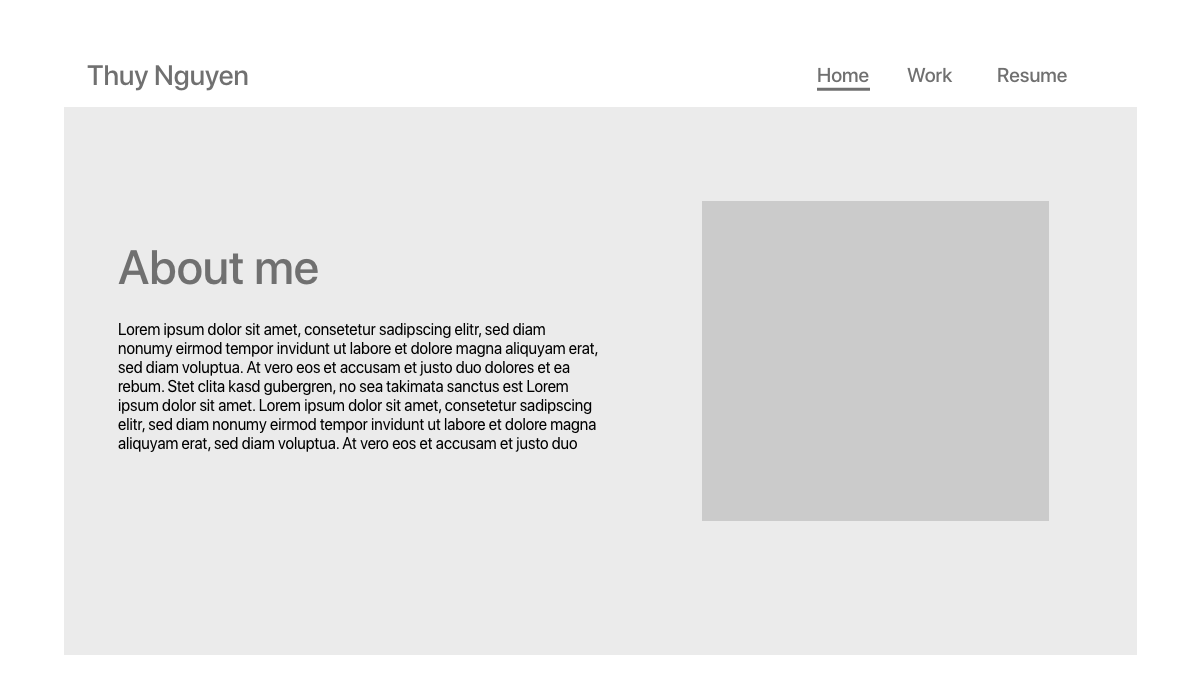 Thuy Nguyen
Home Work Resume
About me
Lorem ipsum dolor sit amet, consetetur sadipscing elitr, sed diam
nonumy eirmod tempor invidunt ut labore et dolore magna aliquyam erat,
sed diam voluptua. At vero eos et accusam et justo duo dolores et ea
rebum. Stet clita kasd gubergren, no sea takimata sanctus est Lorem
ipsum dolor sit amet. Lorem ipsum dolor sit amet, consetetur sadipscing
elitr, sed diam nonumy eirmod tempor invidunt ut labore et dolore magna
aliquyam erat, sed diam voluptua. At vero eos et accusam et justo duo